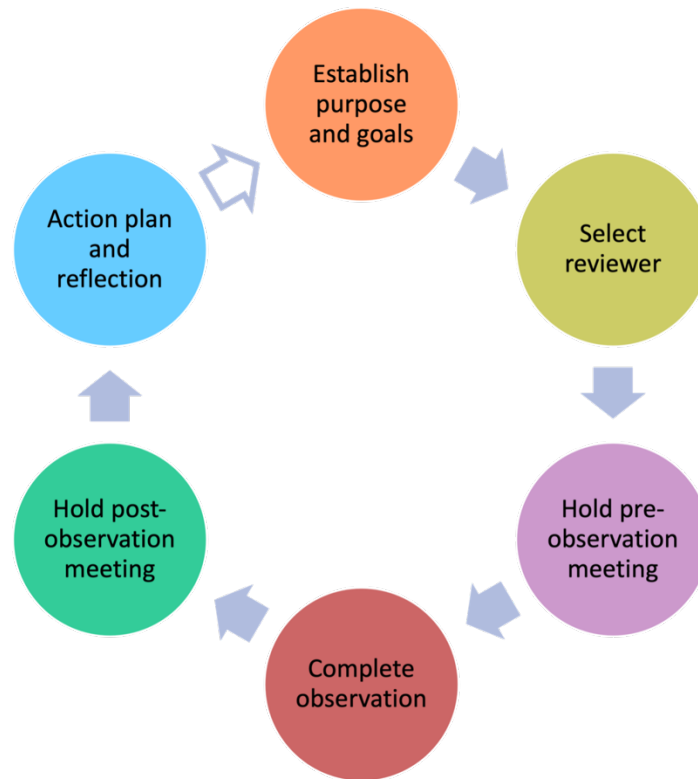 Establish
purpose
and goals
Select
reviewer
Hold pre-
observation
meeting
Complete
observation
Hold post-
observation
meeting
Action plan
and
reflection